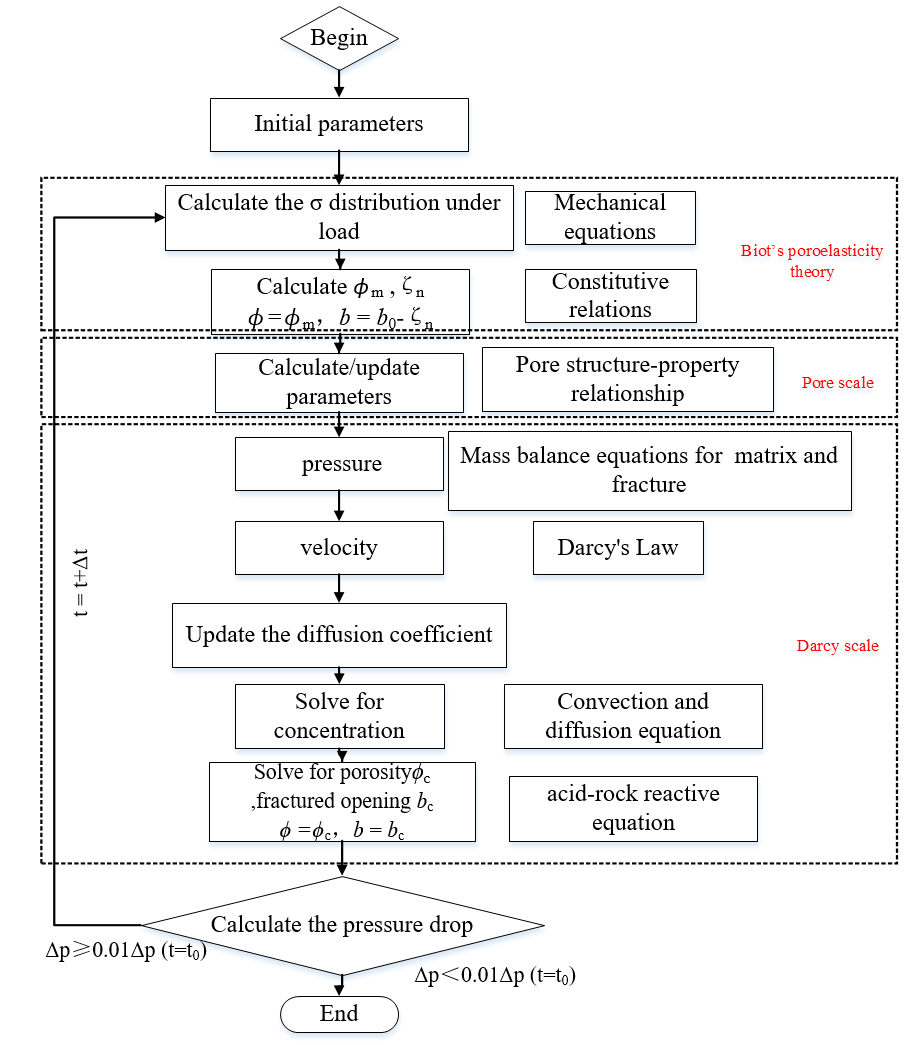 Begin
Initial parameters
Calculate the σ distribution under
load
Mechanical
equations
Biot's poroelasticity
theory
Calculate ϕm , ζn
ϕ = ϕm, b = b0- ζn
Constitutive
relations
Calculate/update
parameters
Pore structure-property
relationship
Pore scale
pressure
Mass balance equations for matrix and
fracture
velocity
Darcy's Law
t = t+Δt
Update the diffusion coefficient
Darcy scale
Solve for
concentration
Convection and
diffusion equation
Solve for porosityϕc
,fractured opening bc
ϕ =ϕc, b = bc
acid-rock reactive
equation
Calculate the pressure drop
Δp≥0.01Δp (t=t0)
Δp<0.01Δp (t=t0)
End